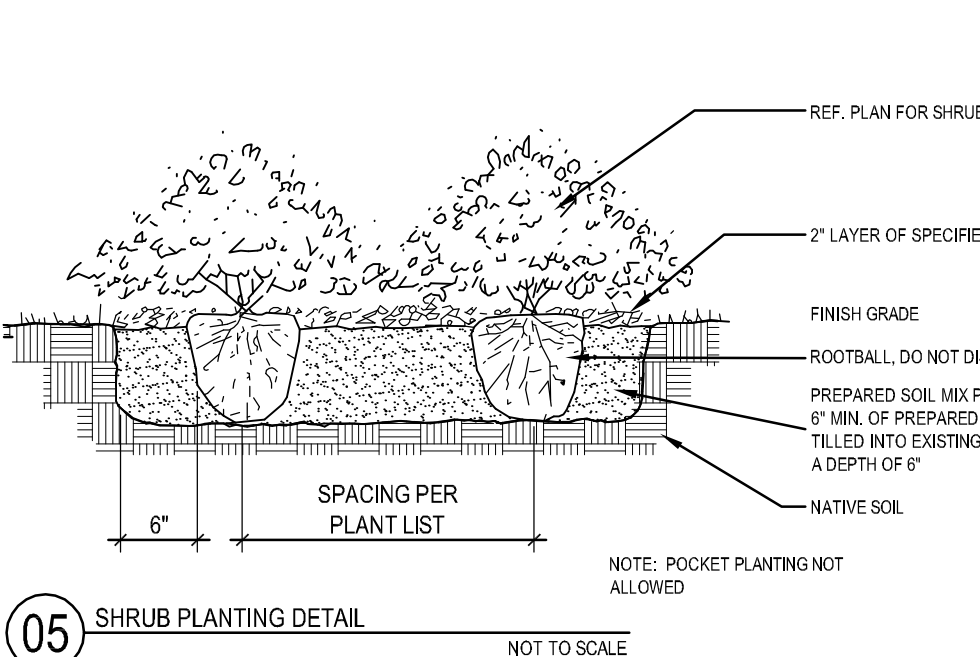 REF. PLAN FOR SHRUB
2" LAYER OF SPECIFIE
FINISH GRADE
ROOTBALL, DO NOT DI
PREPARED SOIL MIX P
6" MIN. OF PREPARED
TILLED INTO EXISTING
A DEPTH OF 6"
NATIVE SOIL
SPACING PER
PLANT LIST
6"
NOTE: POCKET PLANTING NOT
ALLOWED
05 SHRUB PLANTING DETAIL
NOT TO SCALE